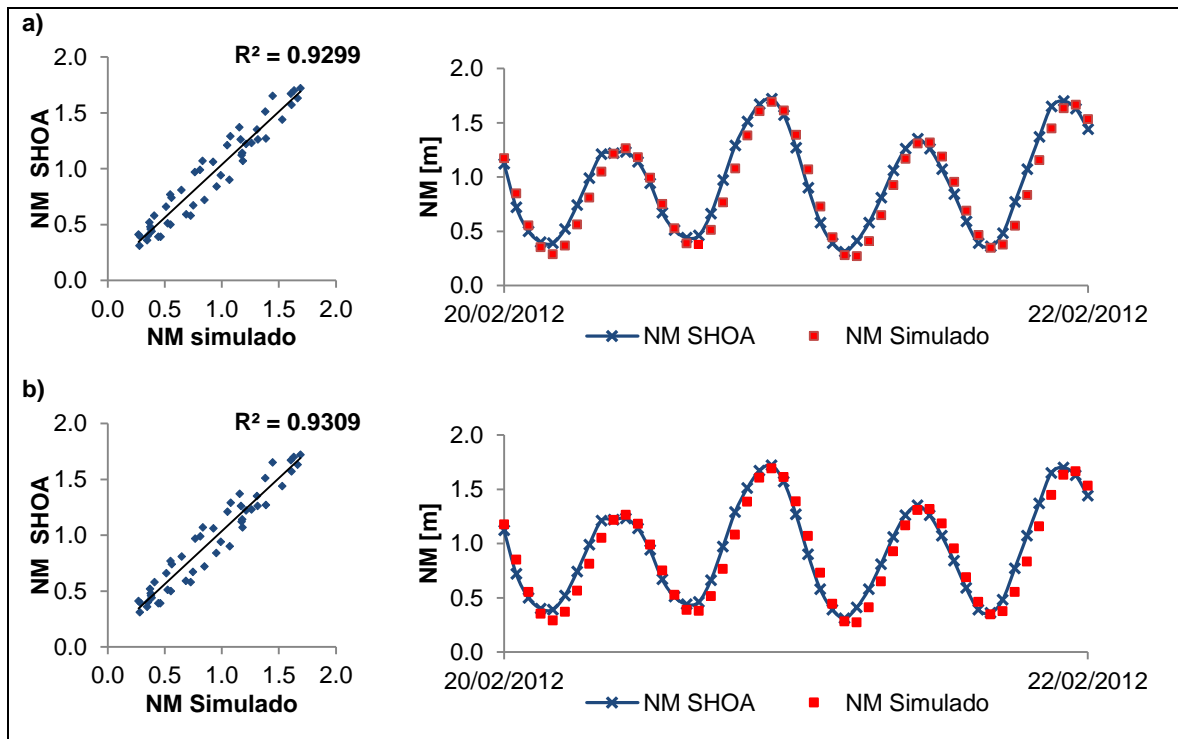 a)
R² = 0.9299
NM SHOA
2.0
1.5
1.0
0.5
0.0
0.0 0.5 1.0 1.5 2.0
NM simulado
NM [m]
2.0
1.5
1.0
0.5
0.0
20/02/2012 22/02/2012
NM SHOA NM Simulado
b)
R² = 0.9309
NM SHOA
2.0
1.5
1.0
0.5
0.0
0.0 0.5 1.0 1.5 2.0
NM Simulado
NM [m]
2.0
1.5
1.0
0.5
0.0
20/02/2012 22/02/2012
NM SHOA NM Simulado